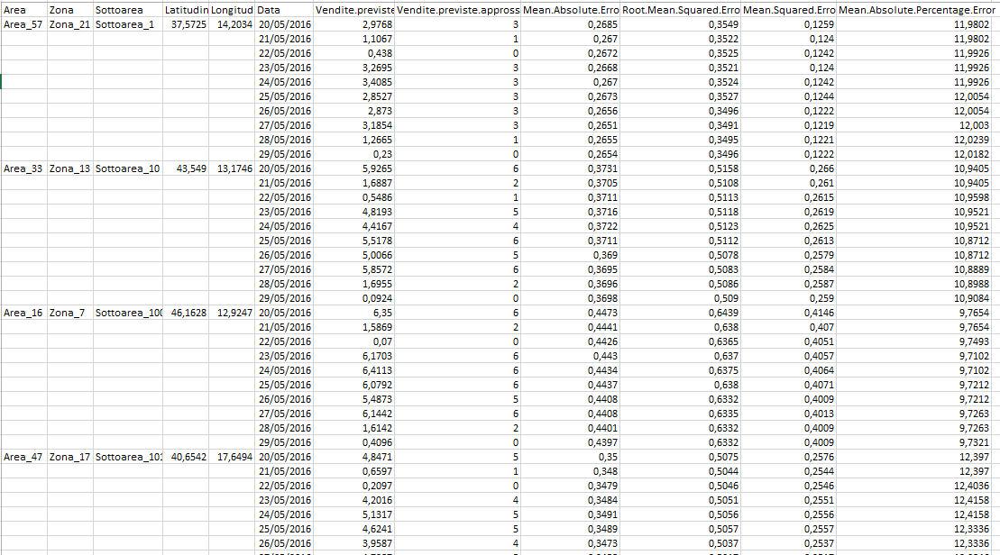 Area Zona Sottoarea Latitudin Longitud Data Vendite.previste Vendite.previste.appross Mean.Absolute.Erro Root.Mean.Squared.Erro Mean.Squared.Erro Mean.Absolute.Percentage.Error
Area_57 Zona_21 Sottoarea_1 37,5725 14,2034 20/05/2016 2,9768 3 0,2685 0,3549 0,1259 11,9802
21/05/2016 1,1067 1 0,267 0,3522 0,124 11,9802
22/05/2016 0,438 0 0,2672 0,3525 0,1242 11,9926
23/05/2016 3,2695 3 0,2668 0,3521 0,124 11,9926
24/05/2016 3,4085 3 0,267 0,3524 0,1242 11,9926
25/05/2016 2,8527 3 0,2673 0,3527 0,1244 12,0054
26/05/2016 2,873 3 0,2656 0,3496 0,1222 12,0054
27/05/2016 3,1854 3 0,2651 0,3491 0,1219 12,003
28/05/2016 1,2665 1 0,2655 0,3495 0,1221 12,0239
29/05/2016 0,23 0 0,2654 0,3496 0,1222 12,0182
Area_33 Zona_13 Sottoarea_10 43,549 13,1746 20/05/2016 5,9265 6 0,3731 0,5158 0,266 10,9405
21/05/2016 1,6887 2 0,3705 0,5108 0,261 10,9405
22/05/2016 0,5486 1 0,3711 0,5113 0,2615 10,9598
23/05/2016 4,8193 5 0,3716 0,5118 0,2619 10,9521
24/05/2016 4,4167 4 0,3722 0,5123 0,2625 10,9521
25/05/2016 5,5178 6 0,3711 0,5112 0,2613 10,8712
26/05/2016 5,0066 5 0,369 0,5078 0,2579 10,8712
27/05/2016 5,8572 6 0,3695 0,5083 0,2584 10,8889
28/05/2016 1,6955 2 0,3696 0,5086 0,2587 10,8988
29/05/2016 0,0924 0 0,3698 0,509 0,259 10,9084
Area_16 Zona_7 Sottoarea_100 46,1628 12,9247 20/05/2016 6,35 6 0,4473 0,6439 0,4146 9,7654
21/05/2016 1,5869 2 0,4441 0,638 0,407 9,7654
22/05/2016 0,07 0 0,4426 0,6365 0,4051 9,7493
23/05/2016 6,1703 6 0,443 0,637 0,4057 9,7102
24/05/2016 6,4113 6 0,4434 0,6375 0,4064 9,7102
25/05/2016 6,0792 6 0,4437 0,638 0,4071 9,7212
26/05/2016 5,4873 5 0,4408 0,6332 0,4009 9,7212
27/05/2016 6,1442 6 0,4408 0,6335 0,4013 9,7263
28/05/2016 1,6142 2 0,4401 0,6332 0,4009 9,7263
29/05/2016 0,4096 0 0,4397 0,6332 0,4009 9,7321
Area_47 Zona_17 Sottoarea_101 40,6542 17,6494 20/05/2016 4,8471 5 0,35 0,5075 0,2576 12,397
21/05/2016 0,6597 1 0,348 0,5044 0,2544 12,397
22/05/2016 0,2097 0 0,3479 0,5046 0,2546 12,4036
23/05/2016 4,2016 4 0,3484 0,5051 0,2551 12,4158
24/05/2016 5,1317 5 0,3491 0,5056 0,2556 12,4158
25/05/2016 4,6241 5 0,3489 0,5057 0,2557 12,3336
26/05/2016 3,9587 4 0,3473 0,5037 0,2537 12,3336